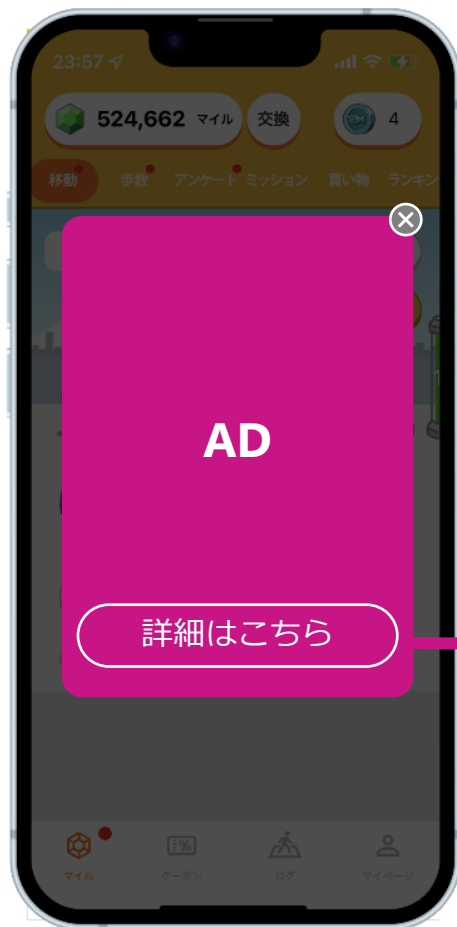 23:57
524,662 マイル
交換
4
移動 歩数 アンケート ミッション 買い物 ランキン
AD
詳細はこちら
マイル クーポン ログ マイページ